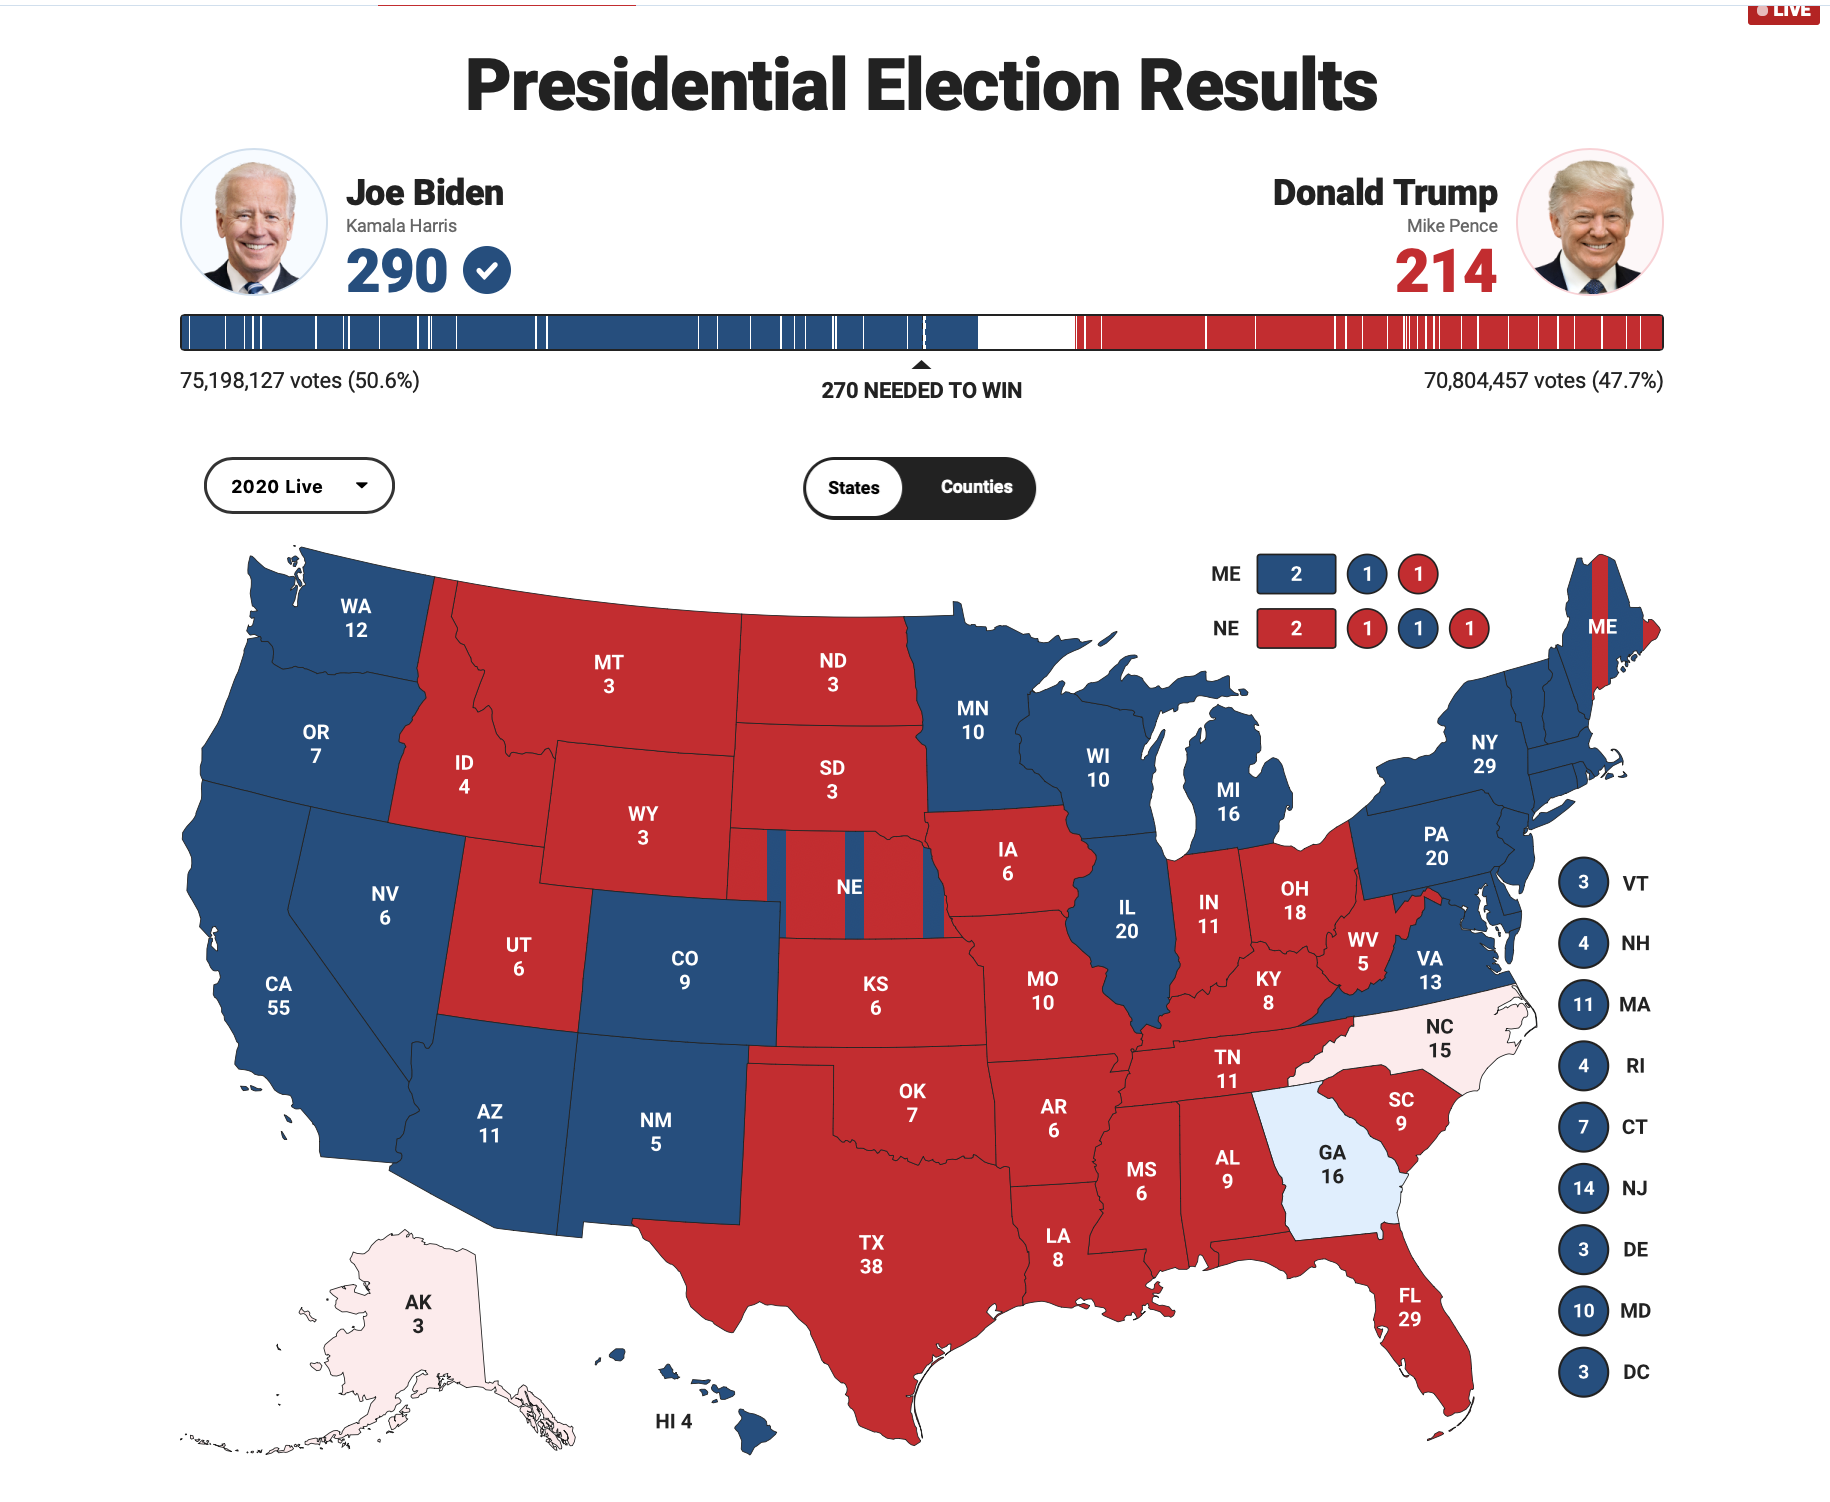 LIVE
Presidential Election Results
Joe Biden
Kamala Harris
290
Donald Trump
Mike Pence
214
75,198,127 votes (50.6%)
270 NEEDED TO WIN
70,804,457 votes (47.7%)
2020 Live
States
Counties
ME 2 1 1
NE 2 1 1 1
WA
12
OR
7
ID
4
MT
3
ND
3
MN
10
WI
10
MI
16
NY
29
ME
SD
3
WY
3
NV
6
UT
6
CA
55
CO
9
NE
IA
6
IL
20
IN
11
OH
18
PA
20
WV
5
VA
13
KS
6
MO
10
KY
8
NC
15
TN
11
SC
9
AZ
11
NM
5
OK
7
AR
6
MS
6
AL
9
GA
16
TX
38
LA
8
FL
29
AK
3
HI 4
3 VT
4 NH
11 MA
4 RI
7 CT
14 NJ
3 DE
10 MD
3 DC